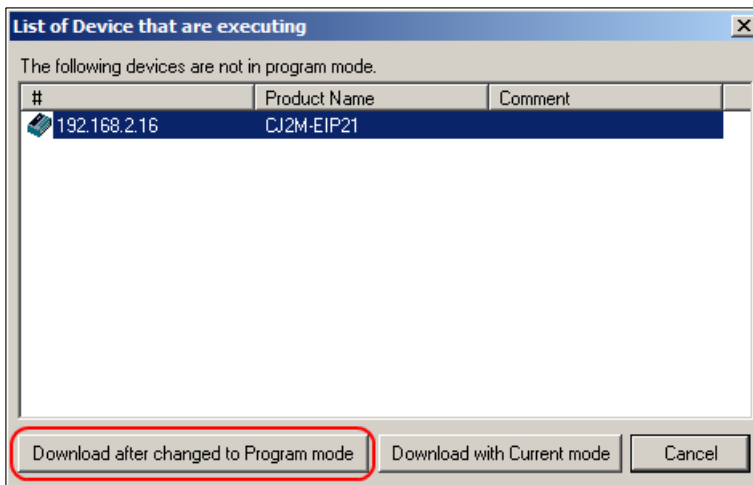 List of Device that are executing
The following devices are not in program mode.
# Product Name Comment
192.168.2.16 CJ2M-EIP21
Download after changed to Program mode Download with Current mode Cancel